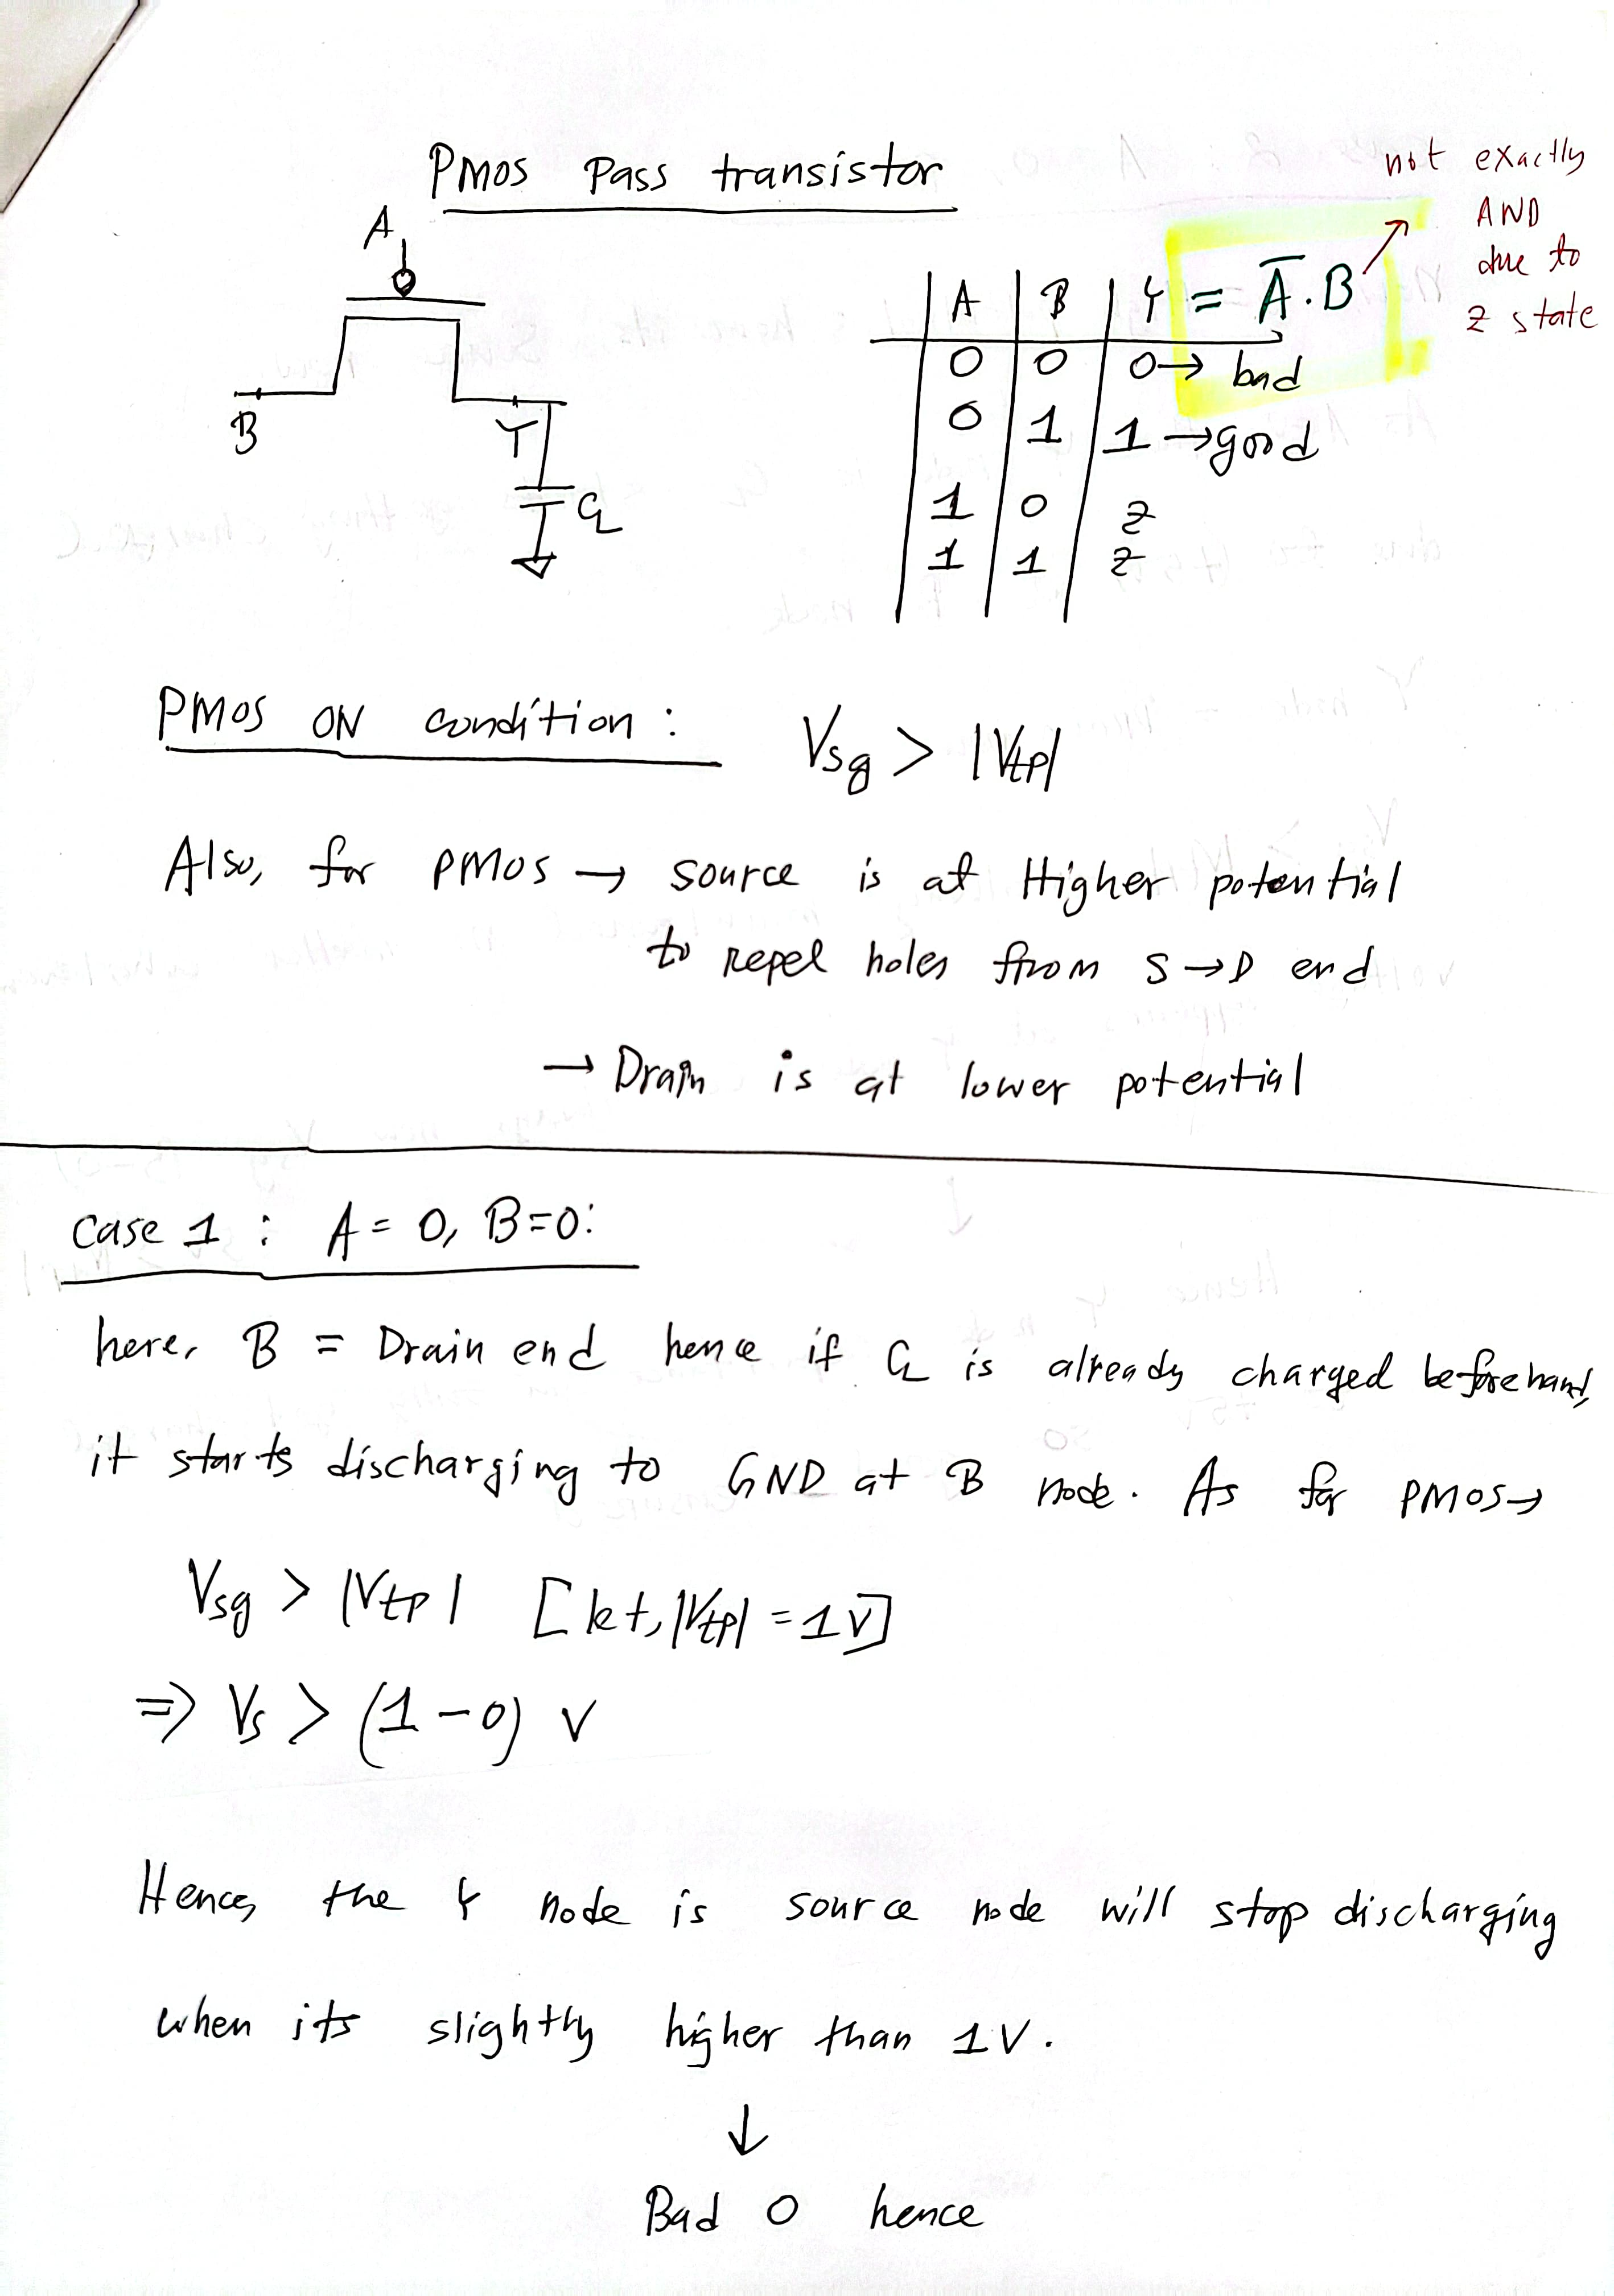 PMOS Pass transistor
not exactly
AND
due to
z state
A
B
Y
CL
A B Y = A̅.B
0 0 0 → bad
0 1 1 → good
1 0 z
1 1 z
PMOS ON condition : Vsg > |Vtp|
Also, for PMOS → source is at Higher potential
to repel holes from S → D end
→ Drain is at lower potential
Case 1 : A = 0, B=0:
here, B = Drain end hence if CL is already charged beforehand,
it starts discharging to GND at B node. As for PMOS →
Vsg > |Vtp| [let, |Vtp| = 1V]
⇒ Vs > (1-0) V
Hence, the Y node is source node will stop discharging
when its slightly higher than 1V.
↓
Bad 0 hence